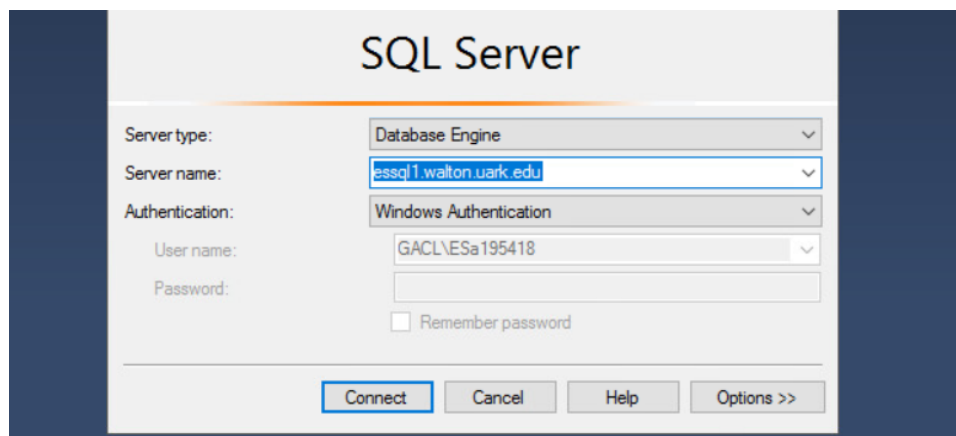 SQL Server
Server type: Database Engine
Server name: essql1.walton.uark.edu
Authentication: Windows Authentication
User name: GACL\ESa195418
Password:
Remember password
Connect Cancel Help Options >>